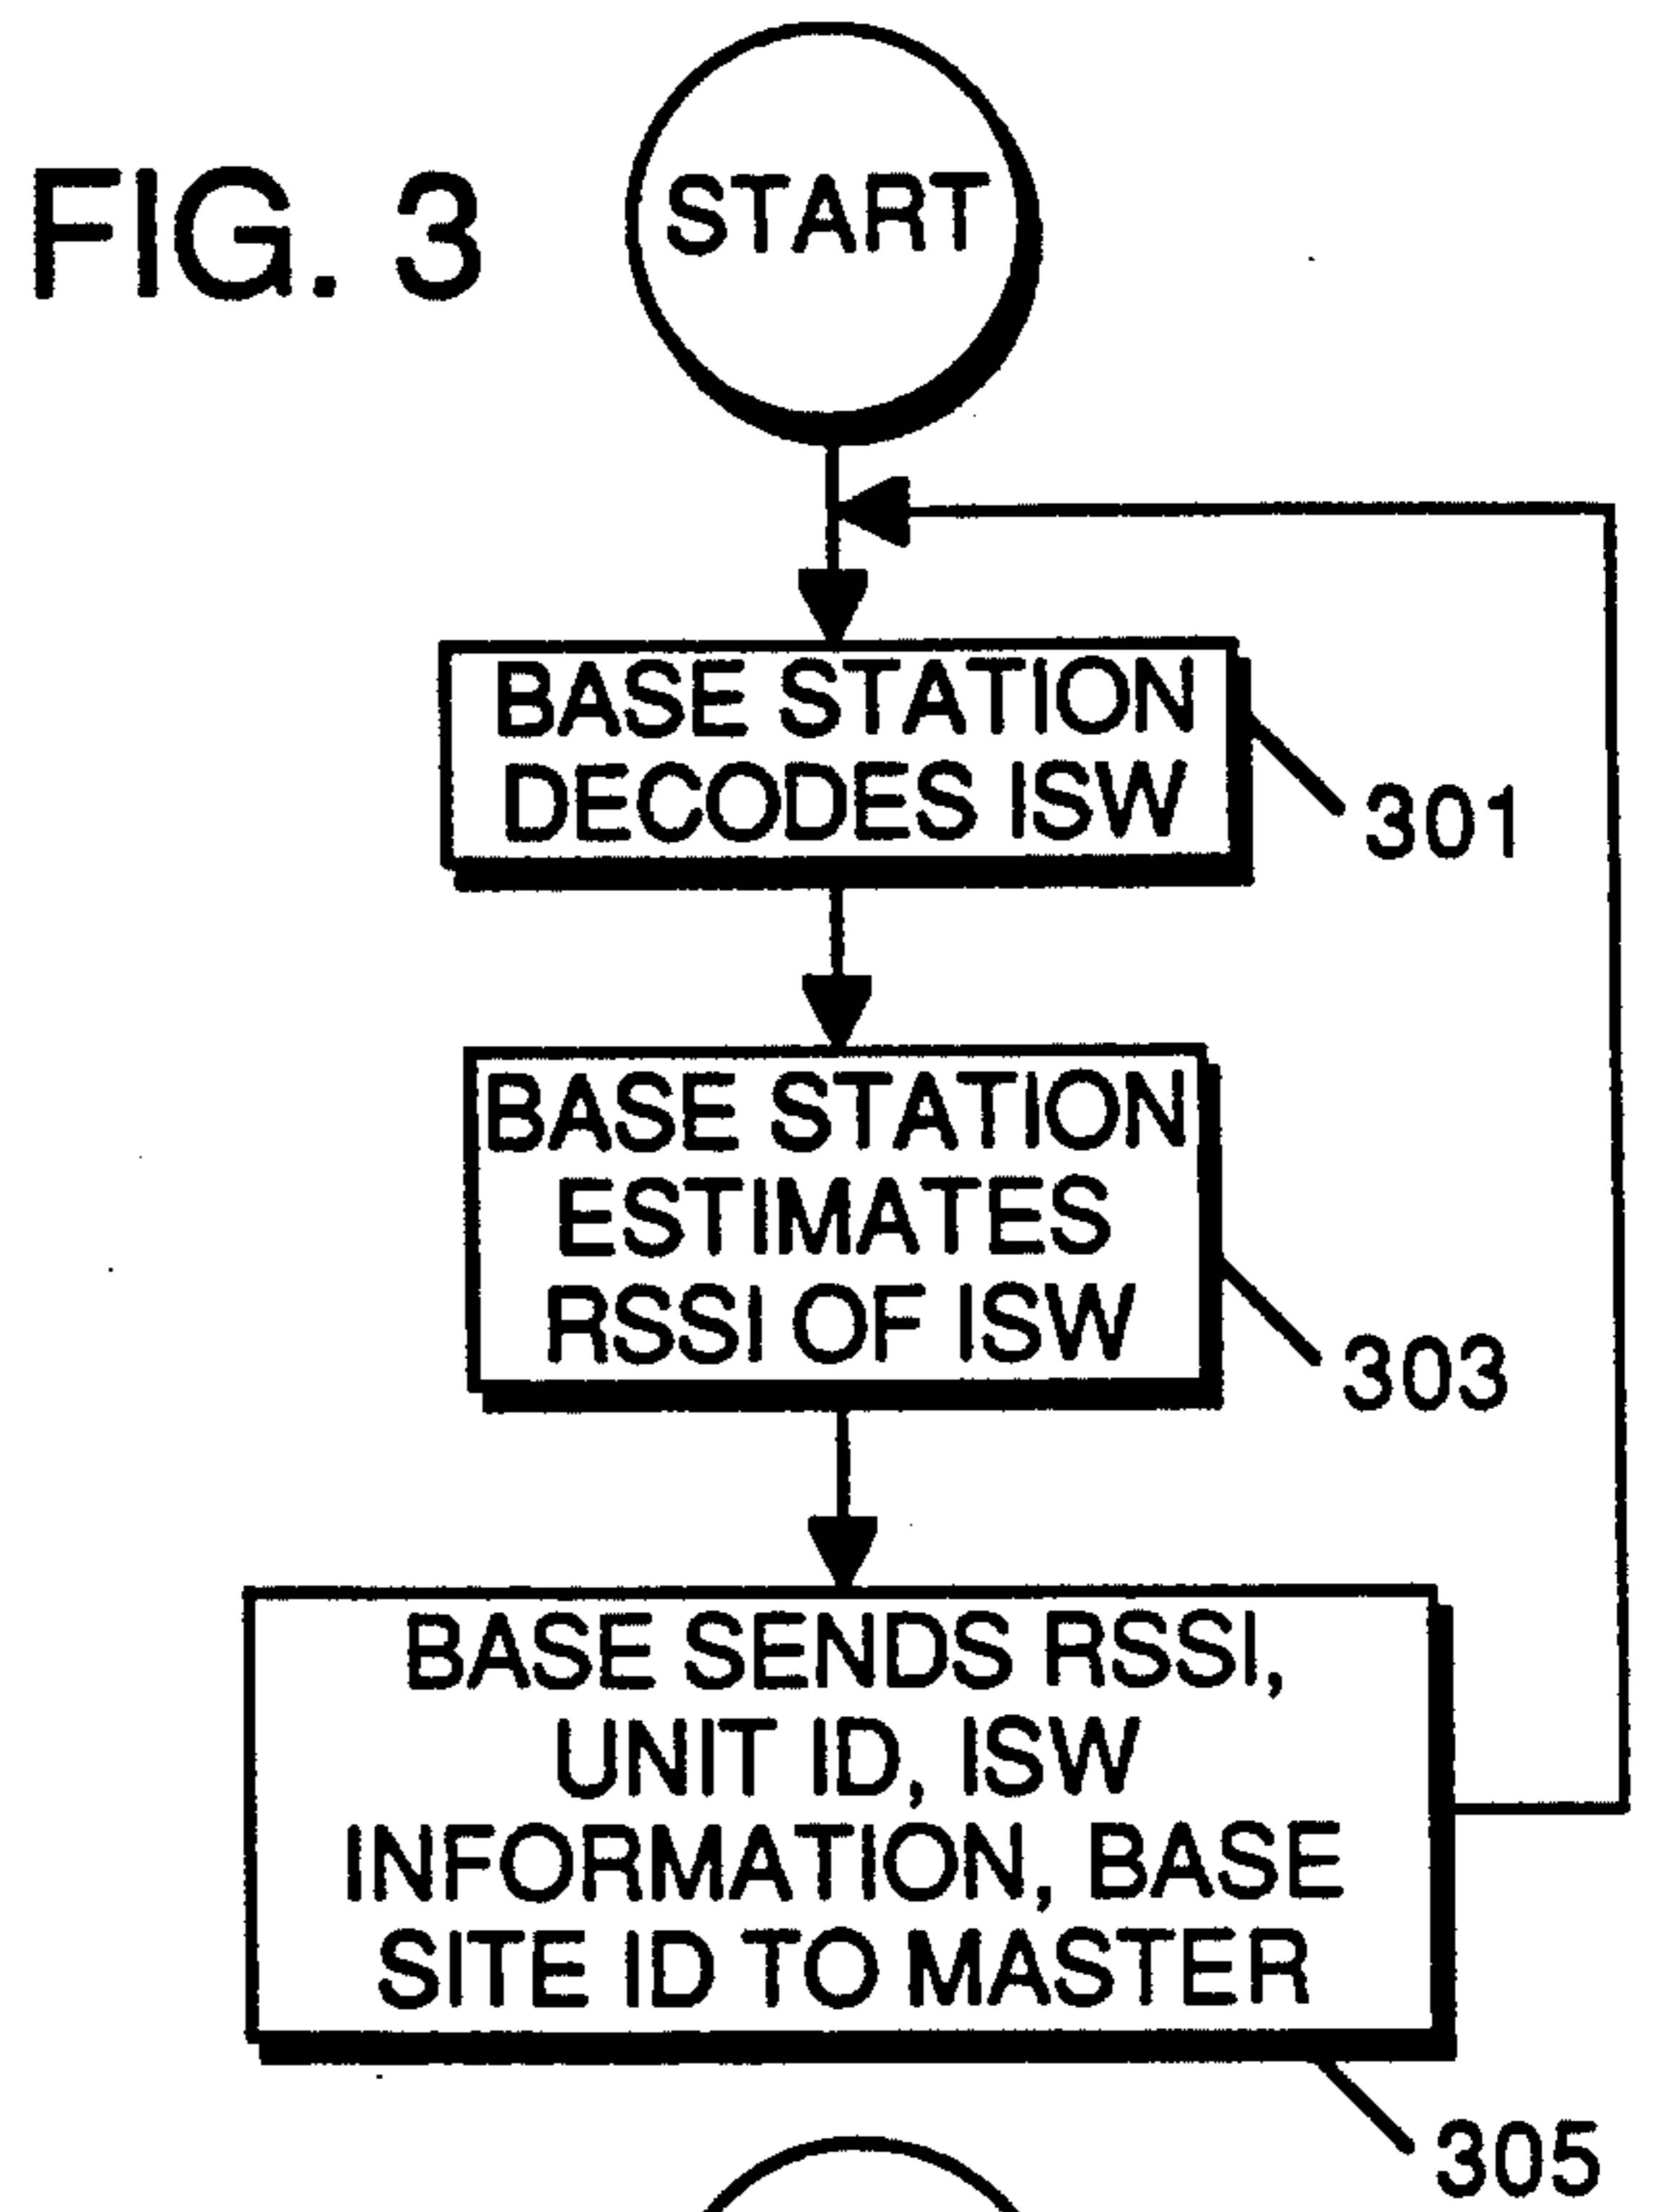 FIG. 3
START
BASE STATION
DECODES ISW
301
BASE STATION
ESTIMATES
RSSI OF ISW
303
BASE SENDS RSSI,
UNIT ID, ISW
INFORMATION, BASE
SITE ID TO MASTER
305